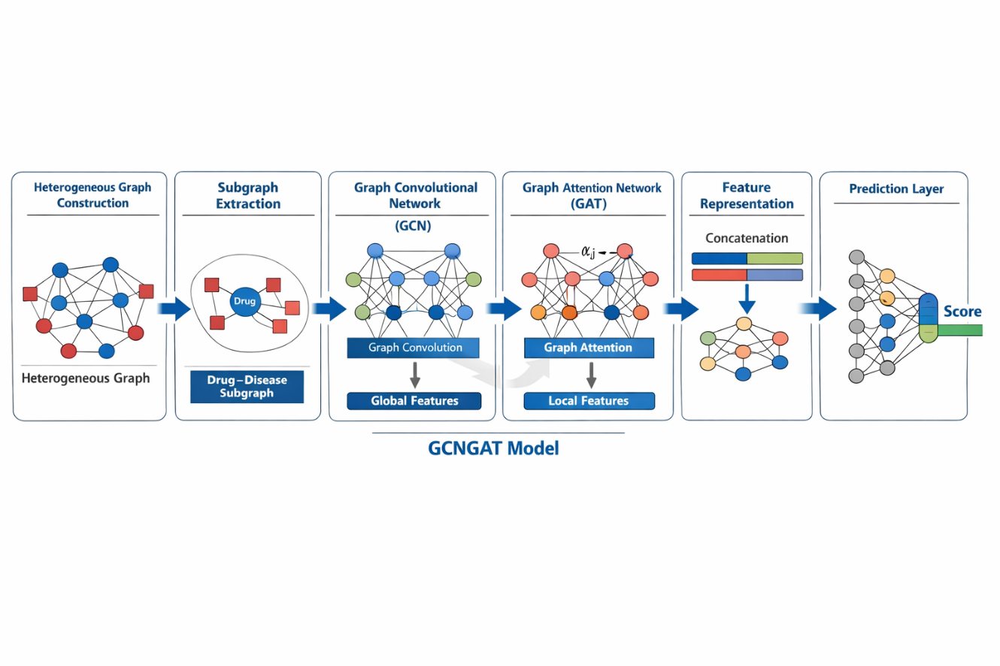 Heterogeneous Graph
Construction
Heterogeneous Graph
Subgraph
Extraction
Drug
Drug–Disease
Subgraph
Graph Convolutional
Network
(GCN)
Graph Convolution
Global Features
Graph Attention Network
(GAT)
αᵢj
Graph Attention
Local Features
Feature
Representation
Concatenation
Prediction Layer
Score
GCNGAT Model